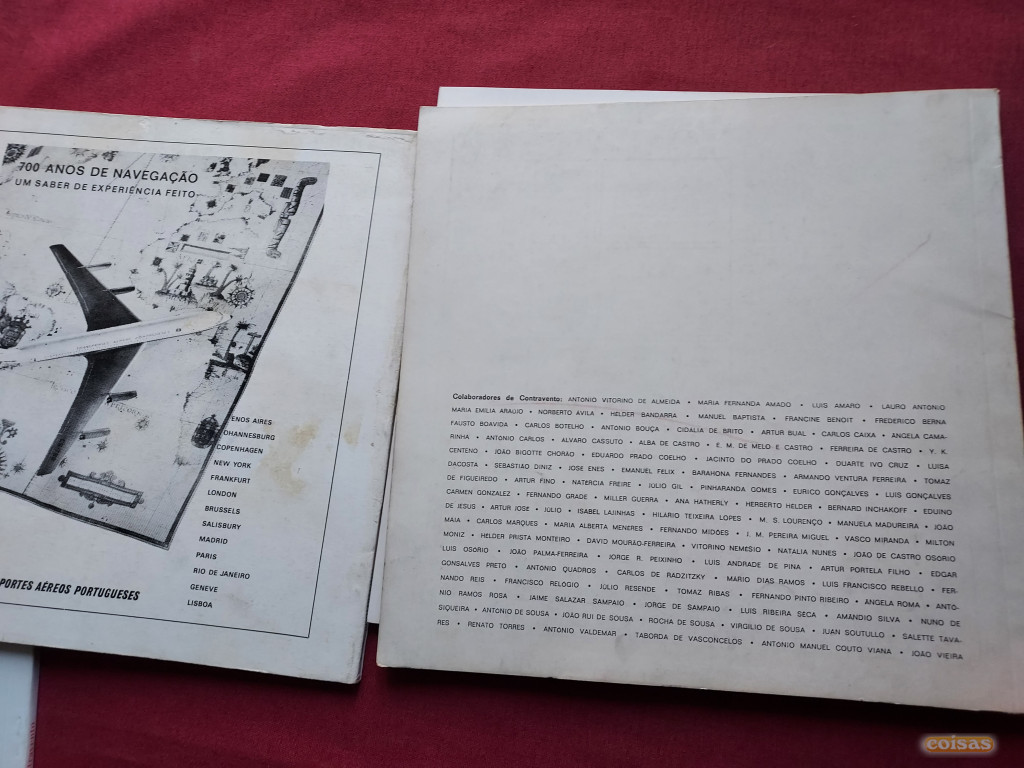 700 ANOS DE NAVEGAÇÃO
UM SABER DE EXPERIÊNCIA FEITO
ENOS AIRES
OHANNESBURG
COPENHAGEN
NEW YORK
FRANKFURT
LONDON
BRUSSELS
SALISBURY
MADRID
PARIS
RIO DE JANEIRO
GENEVE
LISBOA
PORTES AÉREOS PORTUGUESES
Colaboradores de Contravento: ANTONIO VITORINO DE ALMEIDA • MARIA FERNANDA AMADO • LUIS AMARO • LAURO ANTONIO
MARIA EMILIA ARAUJO • NORBERTO AVILA • HELDER BANDARRA • MANUEL BAPTISTA • FRANCINE BENOIT • FREDERICO BERNA
FAUSTO BOAVIDA • CARLOS BOTELHO • ANTONIO BOUÇA • CIDALIA DE BRITO • ARTUR BUAL • CARLOS CAIXA • ANGELA CAMA-
RINHA • ANTONIO CARLOS • ALVARO CASSUTO • ALBA DE CASTRO • E. M. DE MELO E CASTRO • FERREIRA DE CASTRO • Y. K.
CENTENO • JOÃO BIGOTTE CHORÃO • EDUARDO PRADO COELHO • JACINTO DO PRADO COELHO • DUARTE IVO CRUZ • LUISA
DACOSTA • SEBASTIAO DINIZ • JOSE ENES • EMANUEL FELIX • BARAHONA FERNANDES • ARMANDO VENTURA FERREIRA • TOMAZ
DE FIGUEIREDO • ARTUR FINO • NATERCIA FREIRE • JULIO GIL • PINHARANDA GOMES • EURICO GONÇALVES • LUIS GONÇALVES
CARMEN GONZALEZ • FERNANDO GRADE • MILLER GUERRA • ANA HATHERLY • HERBERTO HELDER • BERNARD INCHAKOFF • EDUINO
DE JESUS • ARTUR JOSE • JULIO • ISABEL LAJINHAS • HILARIO TEIXEIRA LOPES • M. S. LOURENÇO • MANUELA MADUREIRA • JOÃO
MAIA • CARLOS MARQUES • MARIA ALBERTA MENERES • FERNANDO MIDÕES • J. M. PEREIRA MIGUEL • VASCO MIRANDA • MILTON
MONIZ • HELDER PRISTA MONTEIRO • DAVID MOURÃO-FERREIRA • VITORINO NEMESIO • NATALIA NUNES • JOÃO DE CASTRO OSORIO
LUIS OSORIO • JOÃO PALMA-FERREIRA • JORGE R. PEIXINHO • LUIS ANDRADE DE PINA • ARTUR PORTELA FILHO • EDGAR
GONSALVES PRETO • ANTONIO QUADROS • CARLOS DE RADZITZKY • MARIO DIAS RAMOS • LUIS FRANCISCO REBELLO • FER-
NANDO REIS • FRANCISCO RELOGIO • JULIO RESENDE • TOMAZ RIBAS • FERNANDO PINTO RIBEIRO • ANGELA ROMA • ANTO-
NIO RAMOS ROSA • JAIME SALAZAR SAMPAIO • JORGE DE SAMPAIO • LUIS RIBEIRA SECA • AMANDIO SILVA • NUNO DE
SIQUEIRA • ANTONIO DE SOUSA • JOÃO RUI DE SOUSA • ROCHA DE SOUSA • VIRGILIO DE SOUSA • JUAN SOUTULLO • SALETTE TAVA-
RES • RENATO TORRES • ANTONIO VALDEMAR • TABORDA DE VASCONCELOS • ANTONIO MANUEL COUTO VIANA • JOÃO VIEIRA
coisas